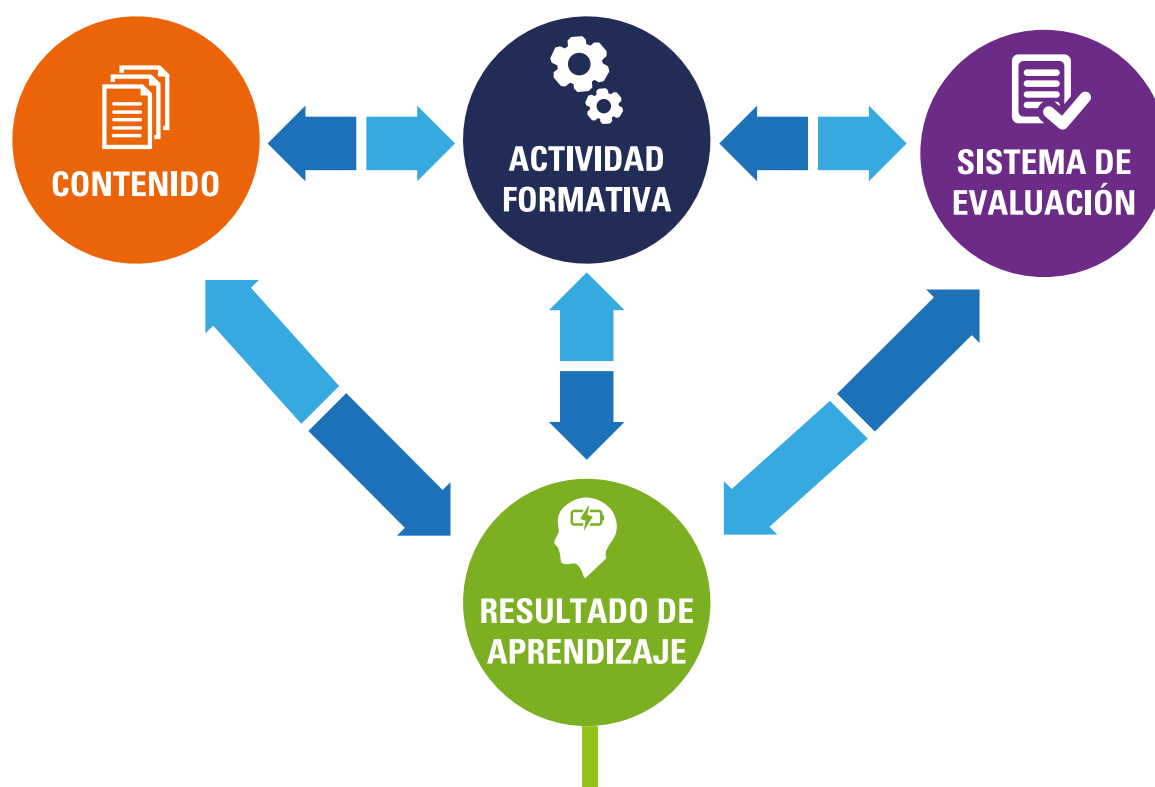 CONTENIDO
ACTIVIDAD
FORMATIVA
SISTEMA DE
EVALUACIÓN
RESULTADO DE
APRENDIZAJE